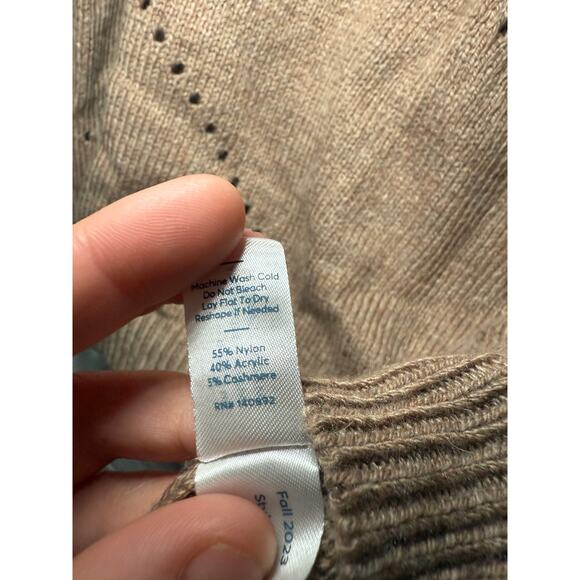 Machine Wash Cold
Do Not Bleach
Lay Flat To Dry
Reshape If Needed
55% Nylon
40% Acrylic
5% Cashmere
RN# 140892
Fall 2023